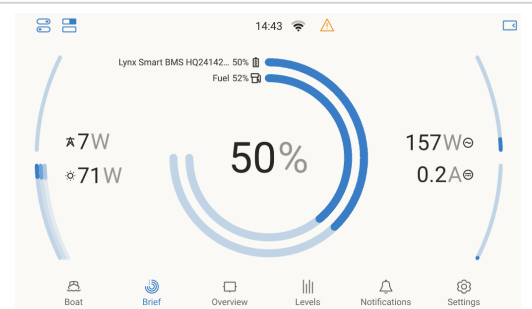 14:43
Lynx Smart BMS HQ24142... 50%
Fuel 52%
7W
71W
50%
157W
0.2A
Boat
Brief
Overview
Levels
Notifications
Settings